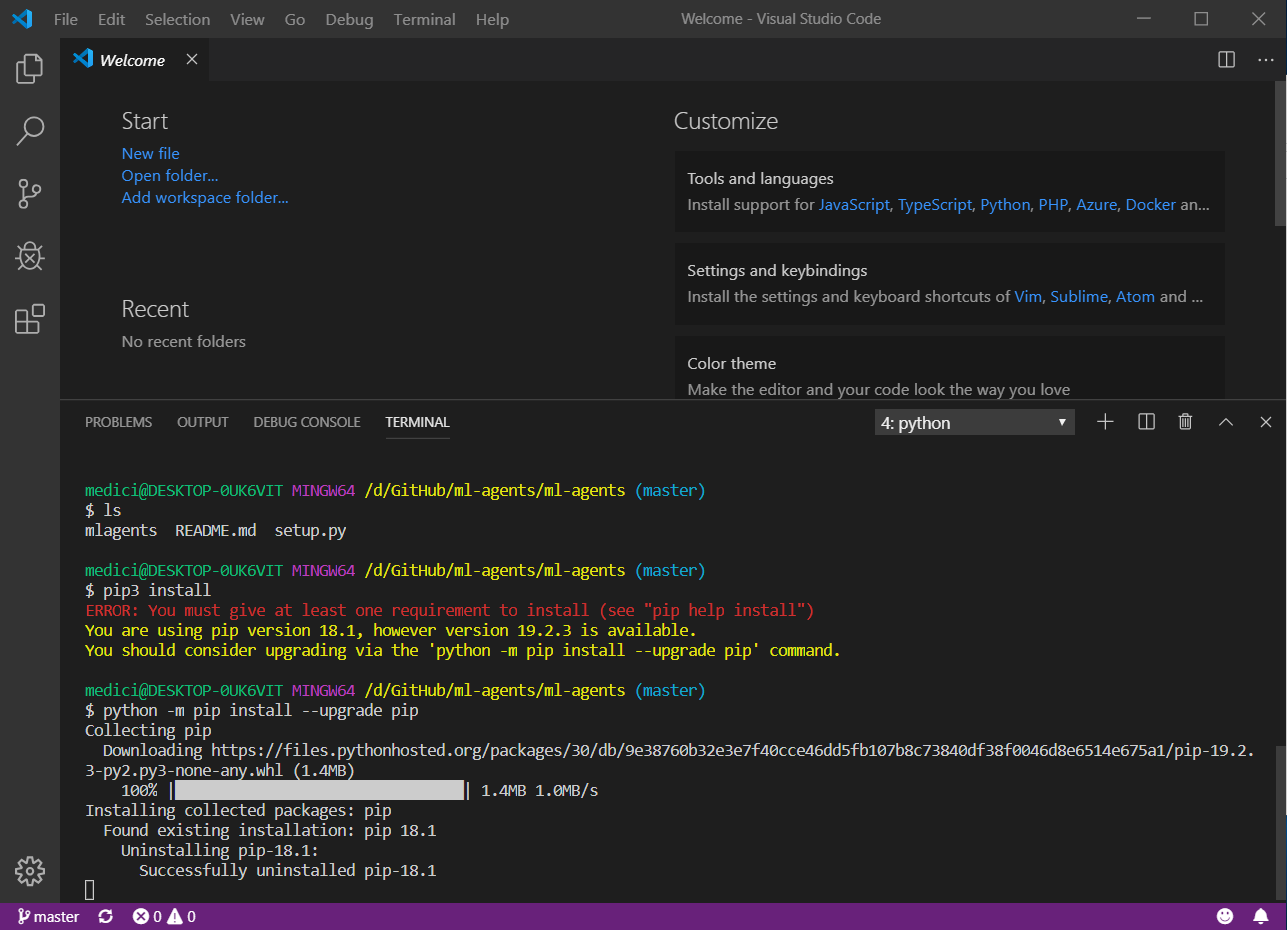 File Edit Selection View Go Debug Terminal Help Welcome - Visual Studio Code
Welcome
Start
New file
Open folder...
Add workspace folder...
Recent
No recent folders
Customize
Tools and languages
Install support for JavaScript, TypeScript, Python, PHP, Azure, Docker an...
Settings and keybindings
Install the settings and keyboard shortcuts of Vim, Sublime, Atom and ...
Color theme
Make the editor and your code look the way you love
PROBLEMS OUTPUT DEBUG CONSOLE TERMINAL 4: python
medici@DESKTOP-0UK6VIT MINGW64 /d/GitHub/ml-agents/ml-agents (master)
$ ls
mlagents README.md setup.py
medici@DESKTOP-0UK6VIT MINGW64 /d/GitHub/ml-agents/ml-agents (master)
$ pip3 install
ERROR: You must give at least one requirement to install (see "pip help install")
You are using pip version 18.1, however version 19.2.3 is available.
You should consider upgrading via the 'python -m pip install --upgrade pip' command.
medici@DESKTOP-0UK6VIT MINGW64 /d/GitHub/ml-agents/ml-agents (master)
$ python -m pip install --upgrade pip
Collecting pip
Downloading https://files.pythonhosted.org/packages/30/db/9e38760b32e3e7f40cce46dd5fb107b8c73840df38f0046d8e6514e675a1/pip-19.2.
3-py2.py3-none-any.whl (1.4MB)
100% |████████████████████████████████| 1.4MB 1.0MB/s
Installing collected packages: pip
Found existing installation: pip 18.1
Uninstalling pip-18.1:
Successfully uninstalled pip-18.1
master 0 0